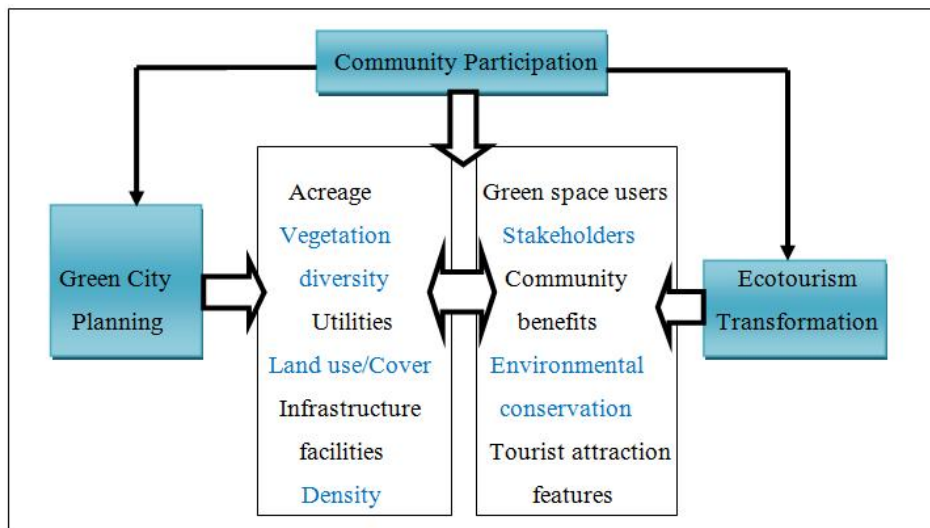 Community Participation
Green City
Planning
Acreage
Vegetation
diversity
Utilities
Land use/Cover
Infrastructure
facilities
Density
Green space users
Stakeholders
Community
benefits
Environmental
conservation
Tourist attraction
features
Ecotourism
Transformation